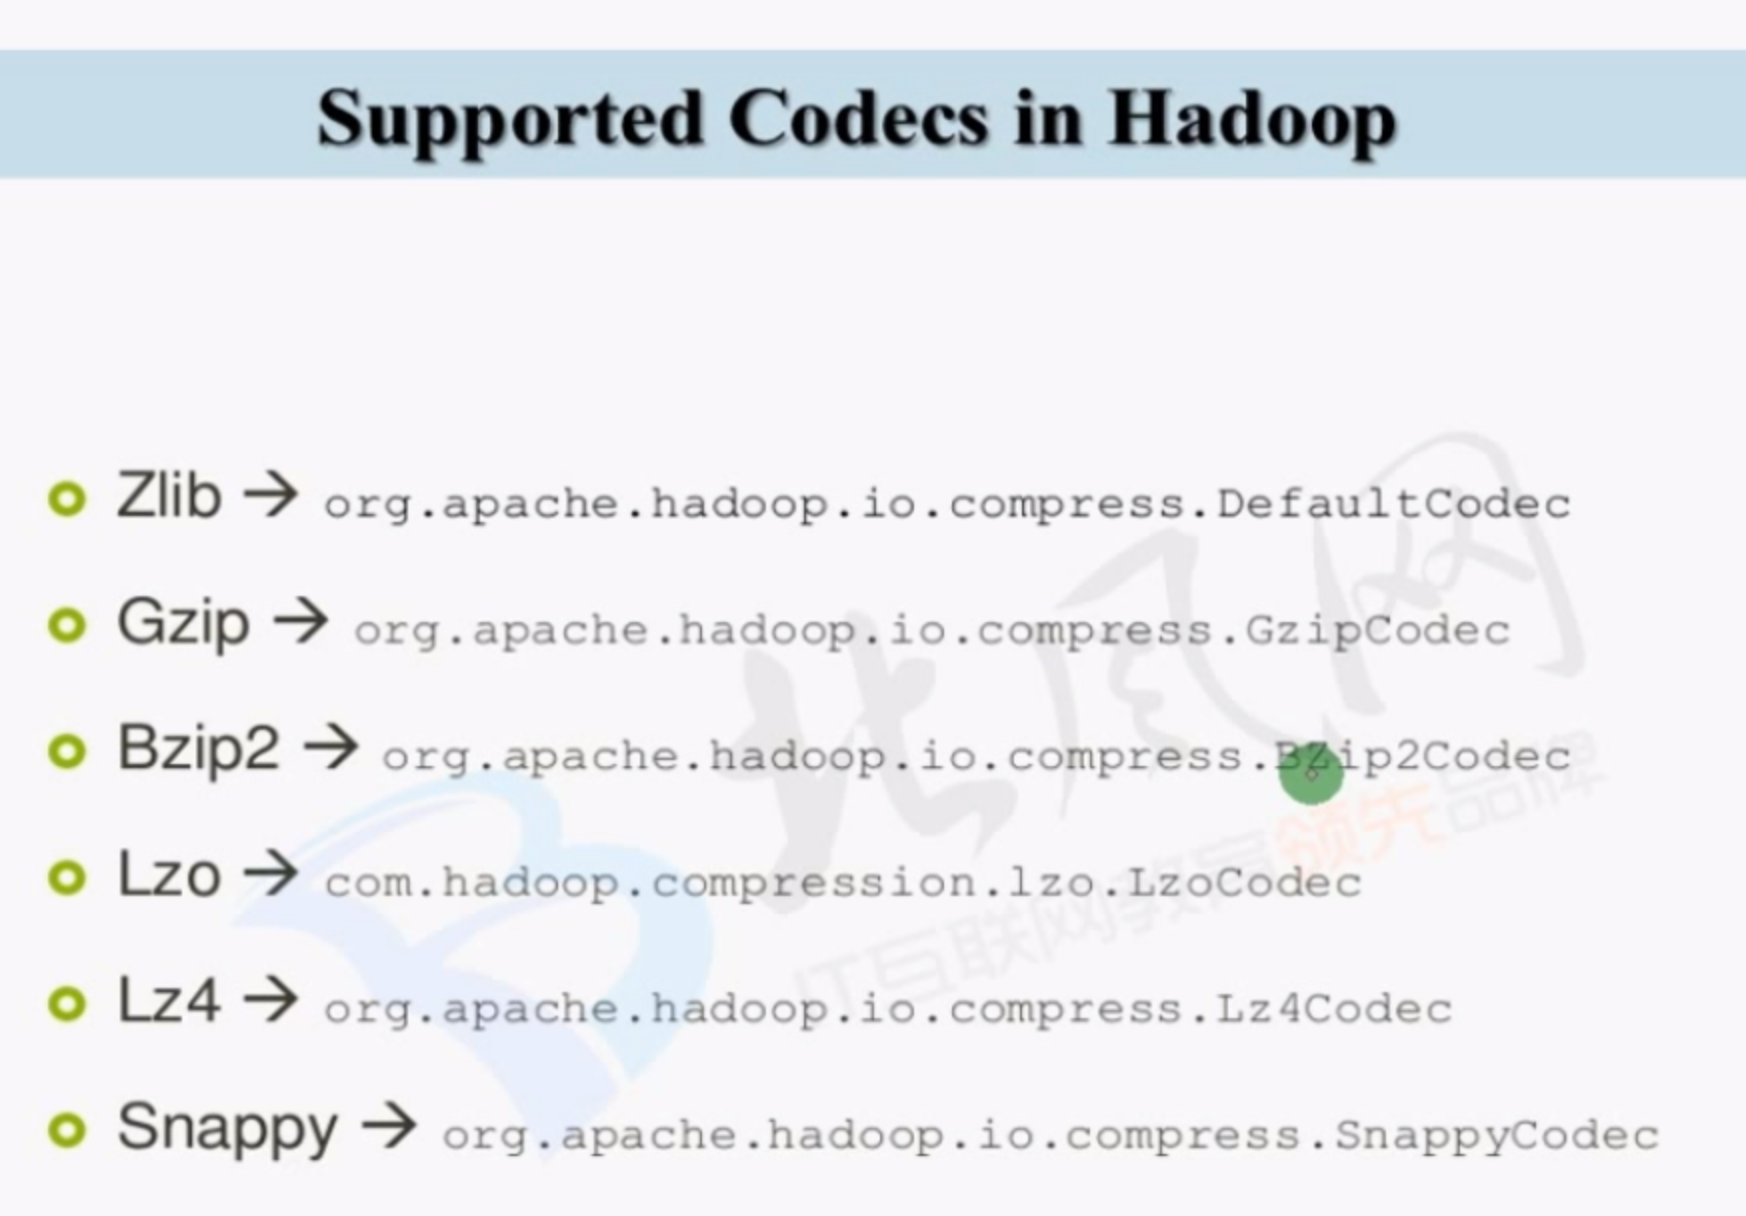 Supported Codecs in Hadoop
Zlib → org.apache.hadoop.io.compress.DefaultCodec
Gzip → org.apache.hadoop.io.compress.GzipCodec
Bzip2 → org.apache.hadoop.io.compress.BZip2Codec
Lzo → com.hadoop.compression.lzo.LzoCodec
Lz4 → org.apache.hadoop.io.compress.Lz4Codec
Snappy → org.apache.hadoop.io.compress.SnappyCodec
北风网
IT互联网教育领先品牌